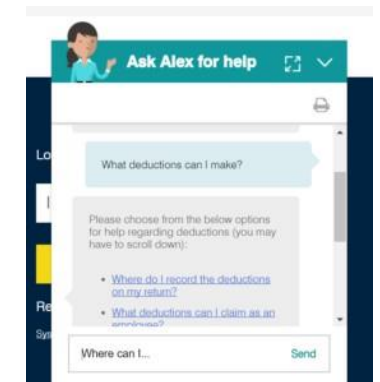 Ask Alex for help
Lo
What deductions can I make?
Please choose from the below options
for help regarding deductions (you may
have to scroll down):
Where do I record the deductions
on my return?
What deductions can I claim as an
employee?
Re
Where can I...
Send